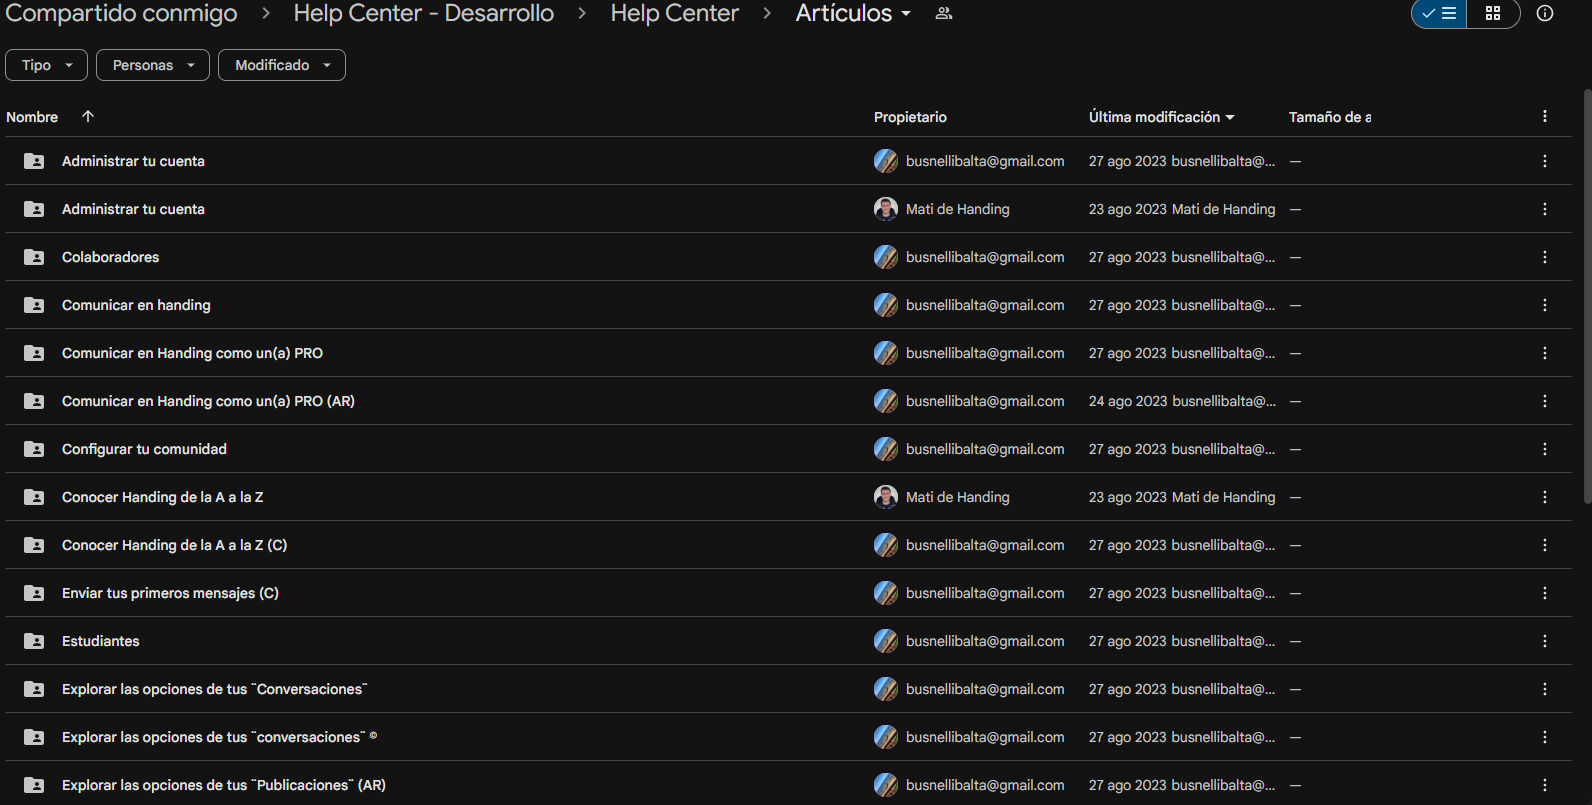 Compartido conmigo > Help Center - Desarrollo > Help Center > Artículos
Tipo Personas Modificado
Nombre Propietario Última modificación Tamaño de a
Administrar tu cuenta busnellibalta@gmail.com 27 ago 2023 busnellibalta@... —
Administrar tu cuenta Mati de Handing 23 ago 2023 Mati de Handing —
Colaboradores busnellibalta@gmail.com 27 ago 2023 busnellibalta@... —
Comunicar en handing busnellibalta@gmail.com 27 ago 2023 busnellibalta@... —
Comunicar en Handing como un(a) PRO busnellibalta@gmail.com 27 ago 2023 busnellibalta@... —
Comunicar en Handing como un(a) PRO (AR) busnellibalta@gmail.com 24 ago 2023 busnellibalta@... —
Configurar tu comunidad busnellibalta@gmail.com 27 ago 2023 busnellibalta@... —
Conocer Handing de la A a la Z Mati de Handing 23 ago 2023 Mati de Handing —
Conocer Handing de la A a la Z (C) busnellibalta@gmail.com 27 ago 2023 busnellibalta@... —
Enviar tus primeros mensajes (C) busnellibalta@gmail.com 27 ago 2023 busnellibalta@... —
Estudiantes busnellibalta@gmail.com 27 ago 2023 busnellibalta@... —
Explorar las opciones de tus ¨Conversaciones¨ busnellibalta@gmail.com 27 ago 2023 busnellibalta@... —
Explorar las opciones de tus ¨conversaciones¨ © busnellibalta@gmail.com 27 ago 2023 busnellibalta@... —
Explorar las opciones de tus ¨Publicaciones¨ (AR) busnellibalta@gmail.com 27 ago 2023 busnellibalta@... —